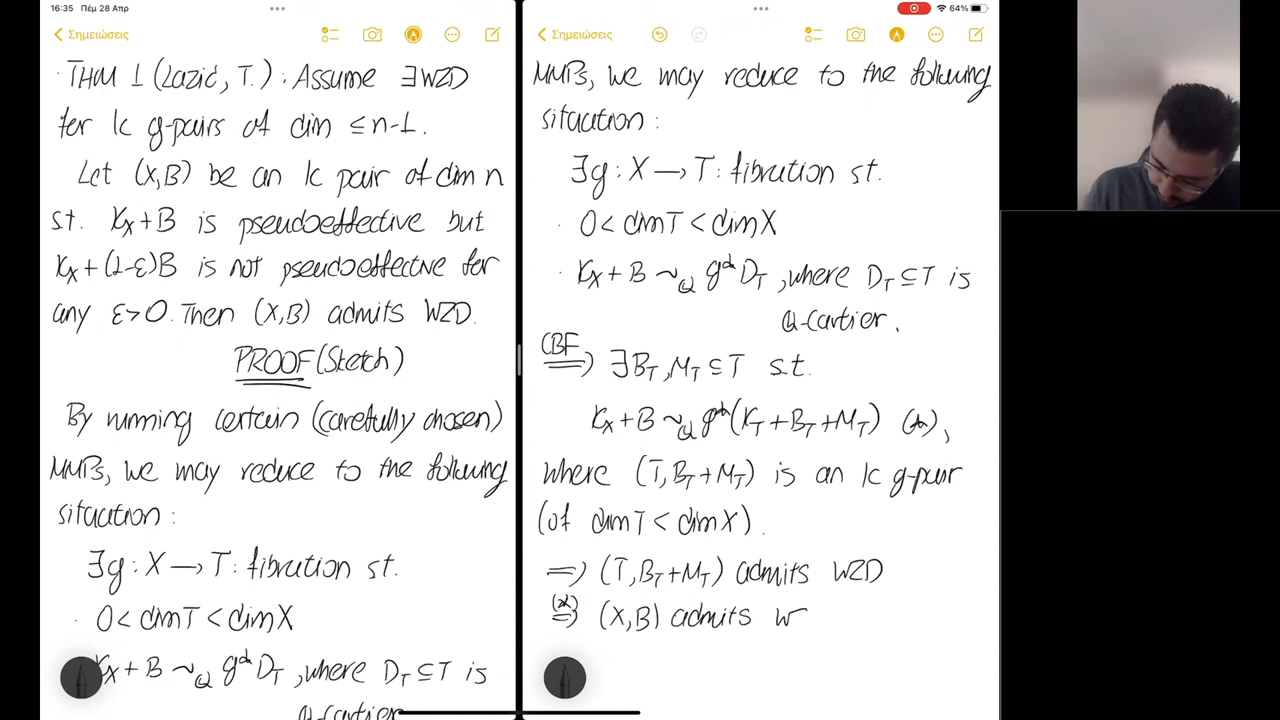 16:35 Πέμ 28 Απρ
64%
Σημειώσεις
THM 1 (Lazić, T.): Assume ∃ WZD
for lc g-pairs of dim ≤ n-1.
Let (X,B) be an lc pair of dim n
s.t. K_X+B is pseudoeffective but
K_X+(1-ε)B is not pseudoeffective for
any ε>0. Then (X,B) admits WZD.
PROOF (Sketch)
By running certain (carefully chosen)
MMPs, we may reduce to the following
situation:
∃g: X → T: fibration s.t.
· 0 < dim T < dim X
K_X + B ~_Q g^* D_T, where D_T ⊆ T is
Q-Cartier
Σημειώσεις
MMPs, we may reduce to the following
situation:
∃g: X → T: fibration s.t.
· 0 < dim T < dim X
· K_X + B ~_Q g^* D_T, where D_T ⊆ T is
Q-Cartier.
CBF
⟹ ∃B_T, M_T ⊆ T s.t.
K_X + B ~_Q g^*(K_T + B_T + M_T) (*),
where (T, B_T+M_T) is an lc g-pair
(of dim T < dim X).
⟹ (T, B_T+M_T) admits WZD
(*)
⟹ (X,B) admits W